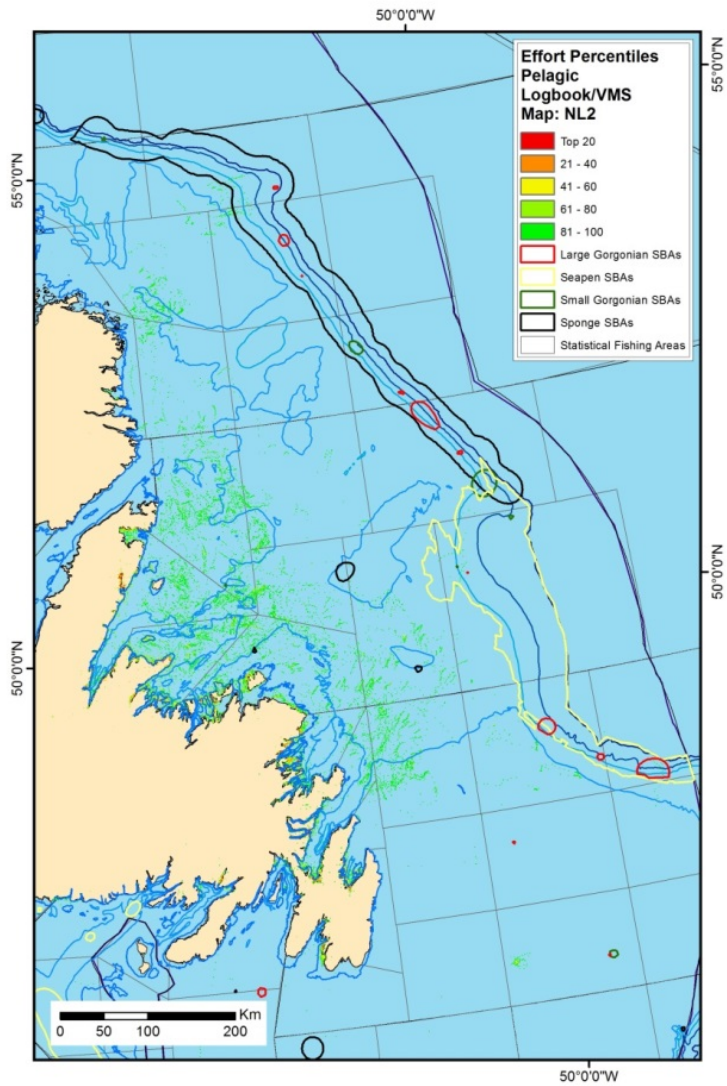 50°0'0"W
55°0'0"N
55°0'0"N
Effort Percentiles
Pelagic
Logbook/VMS
Map: NL2
Top 20
21 - 40
41 - 60
61 - 80
81 - 100
Large Gorgonian SBAs
Seapen SBAs
Small Gorgonian SBAs
Sponge SBAs
Statistical Fishing Areas
50°0'0"N
50°0'0"N
Km
0 50 100 200
50°0'0"W